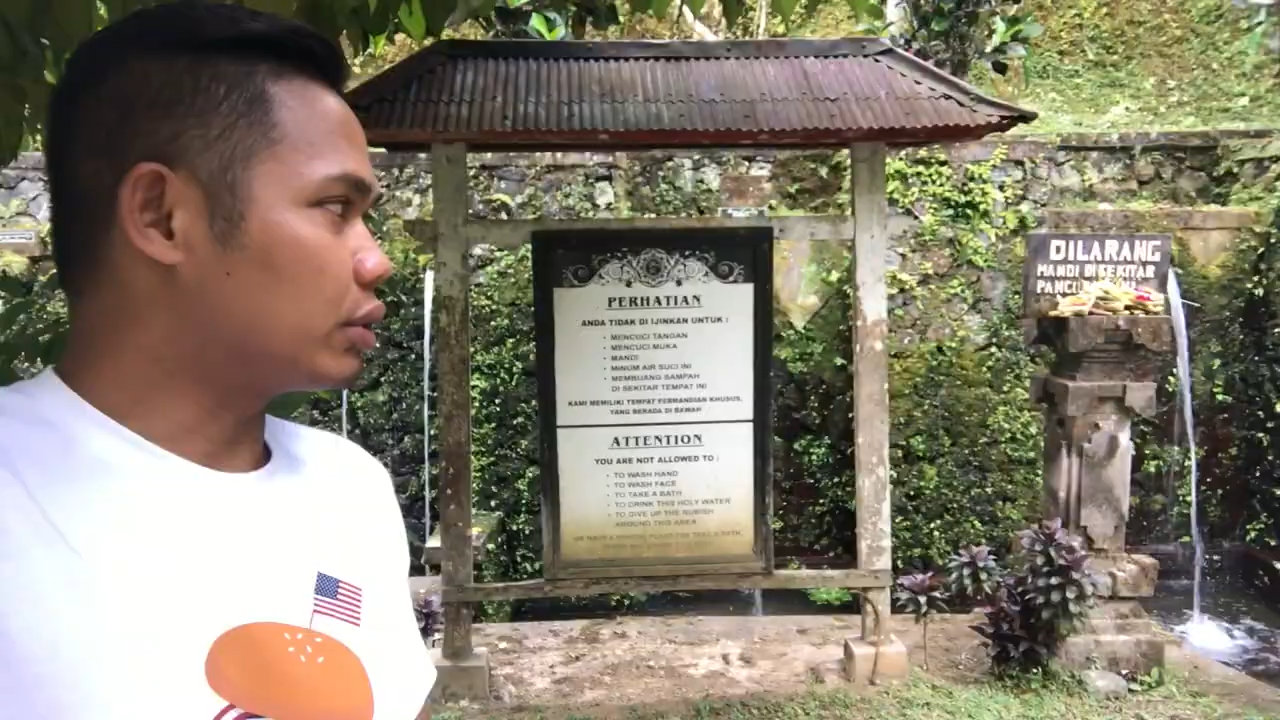 PERHATIAN
ANDA TIDAK DI IJINKAN UNTUK :
• MENCUCI TANGAN
• MENCUCI MUKA
• MANDI
• MINUM AIR SUCI INI
• MEMBUANG SAMPAH
DI SEKITAR TEMPAT INI
KAMI MEMILIKI TEMPAT PERMANDIAN KHUSUS,
YANG BERADA DI BAWAH
ATTENTION
YOU ARE NOT ALLOWED TO :
• TO WASH HAND
• TO WASH FACE
• TO TAKE A BATH
• TO DRINK THIS HOLY WATER
• TO GIVE UP THE RUBISH
AROUND THIS AREA
DILARANG
MANDI DI SEKITAR